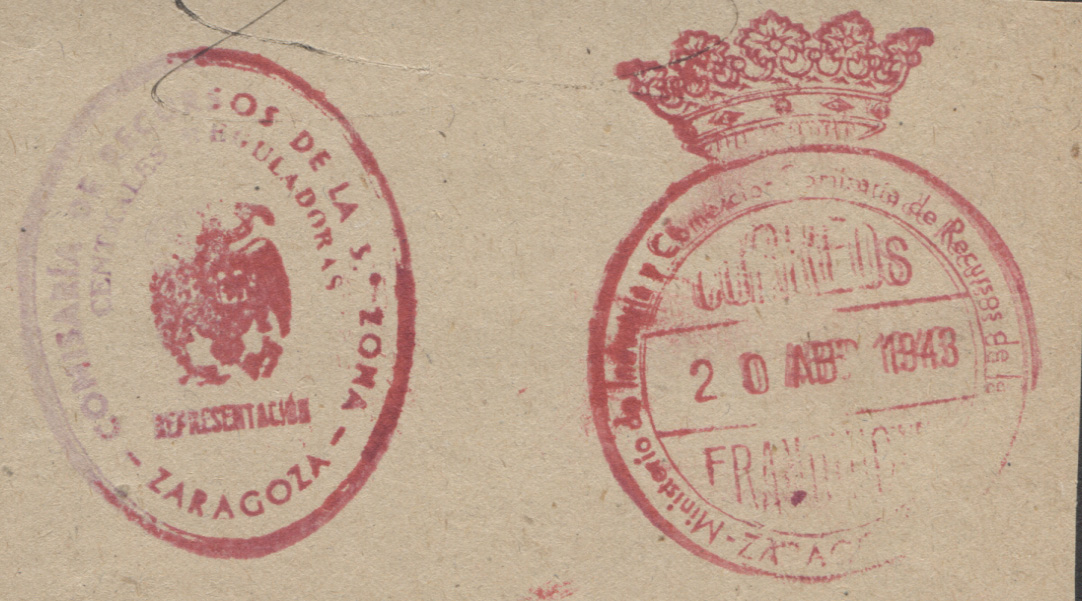 COMISARÍA DE RECURSOS DE LA 5.ª ZONA
CENTRALES REGULADORAS
REPRESENTACIÓN
- ZARAGOZA -
Ministerio de Industria y Comercio. Comisaría de Recursos de la
CORREOS
20 ABR 1943
FRANQUICIA
- ZARAGOZA